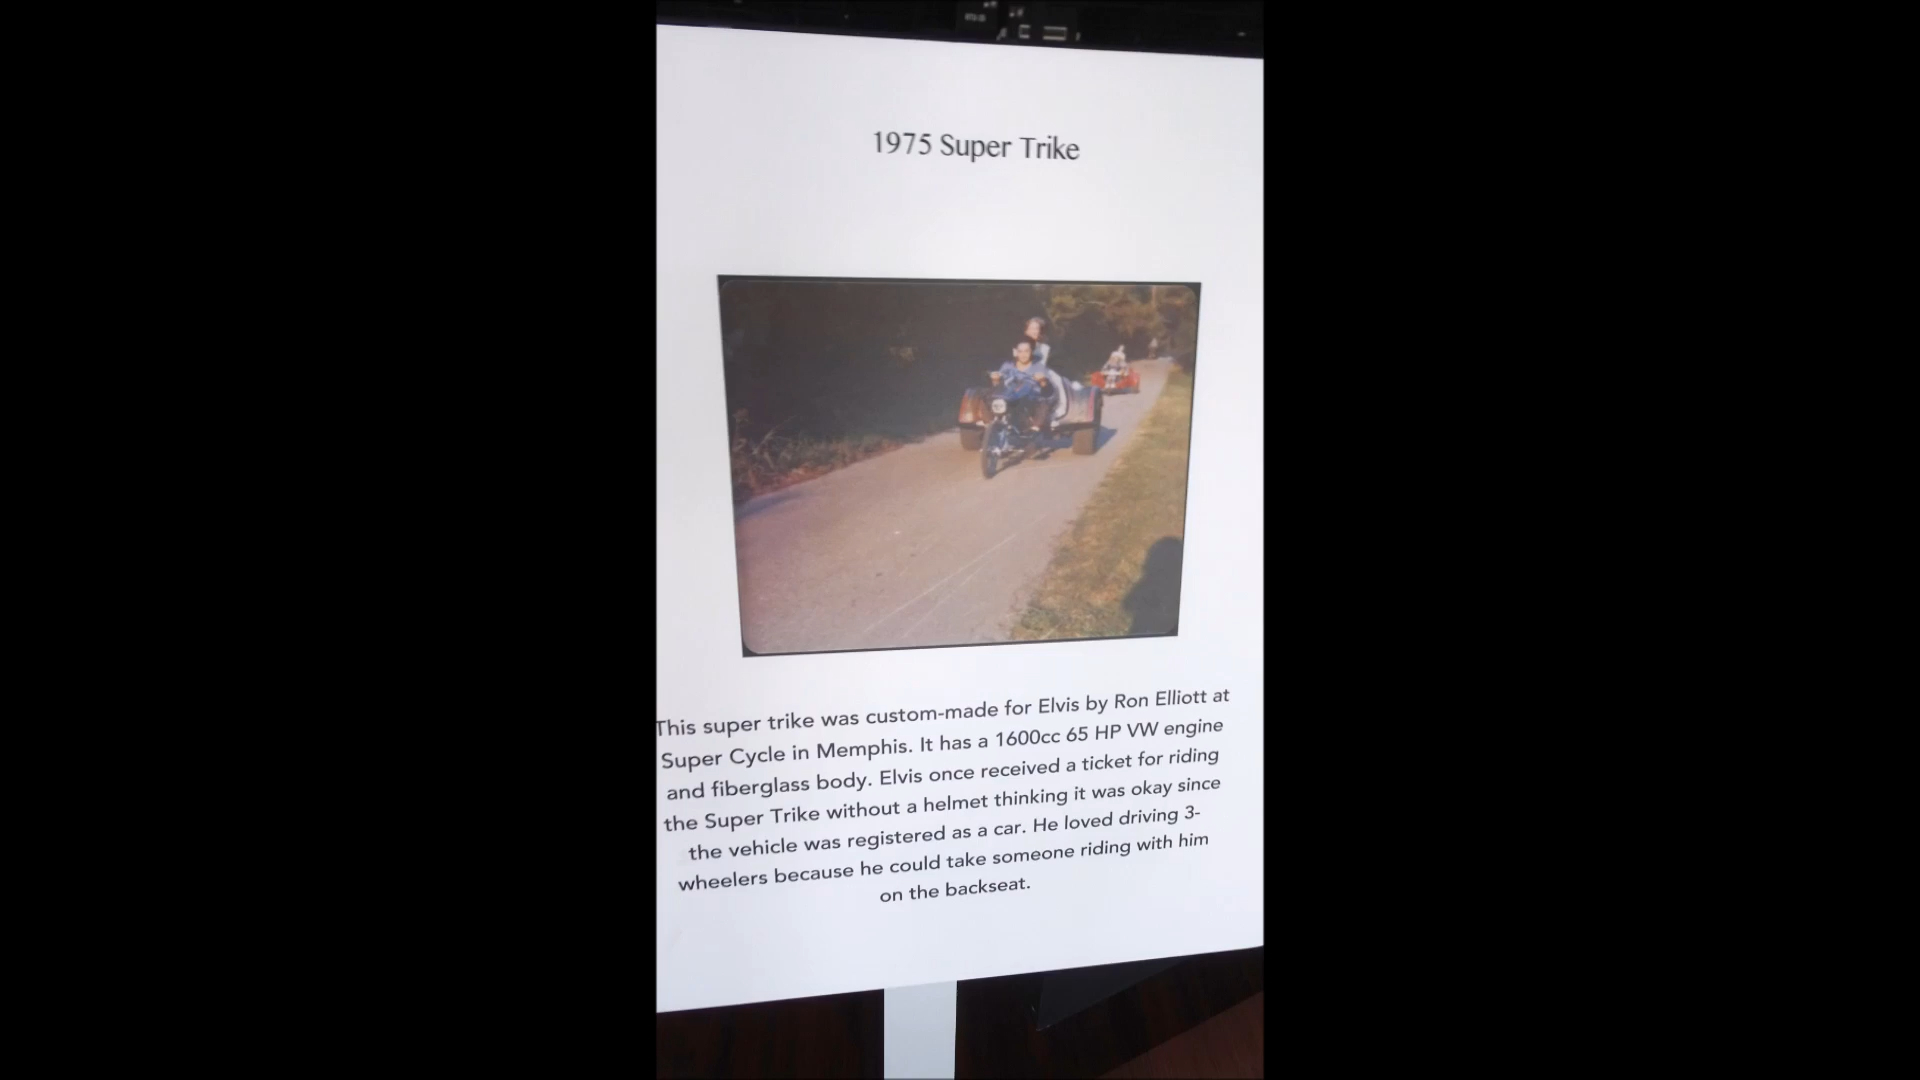 1975 Super Trike
This super trike was custom-made for Elvis by Ron Elliott at
Super Cycle in Memphis. It has a 1600cc 65 HP VW engine
and fiberglass body. Elvis once received a ticket for riding
the Super Trike without a helmet thinking it was okay since
the vehicle was registered as a car. He loved driving 3-
wheelers because he could take someone riding with him
on the backseat.